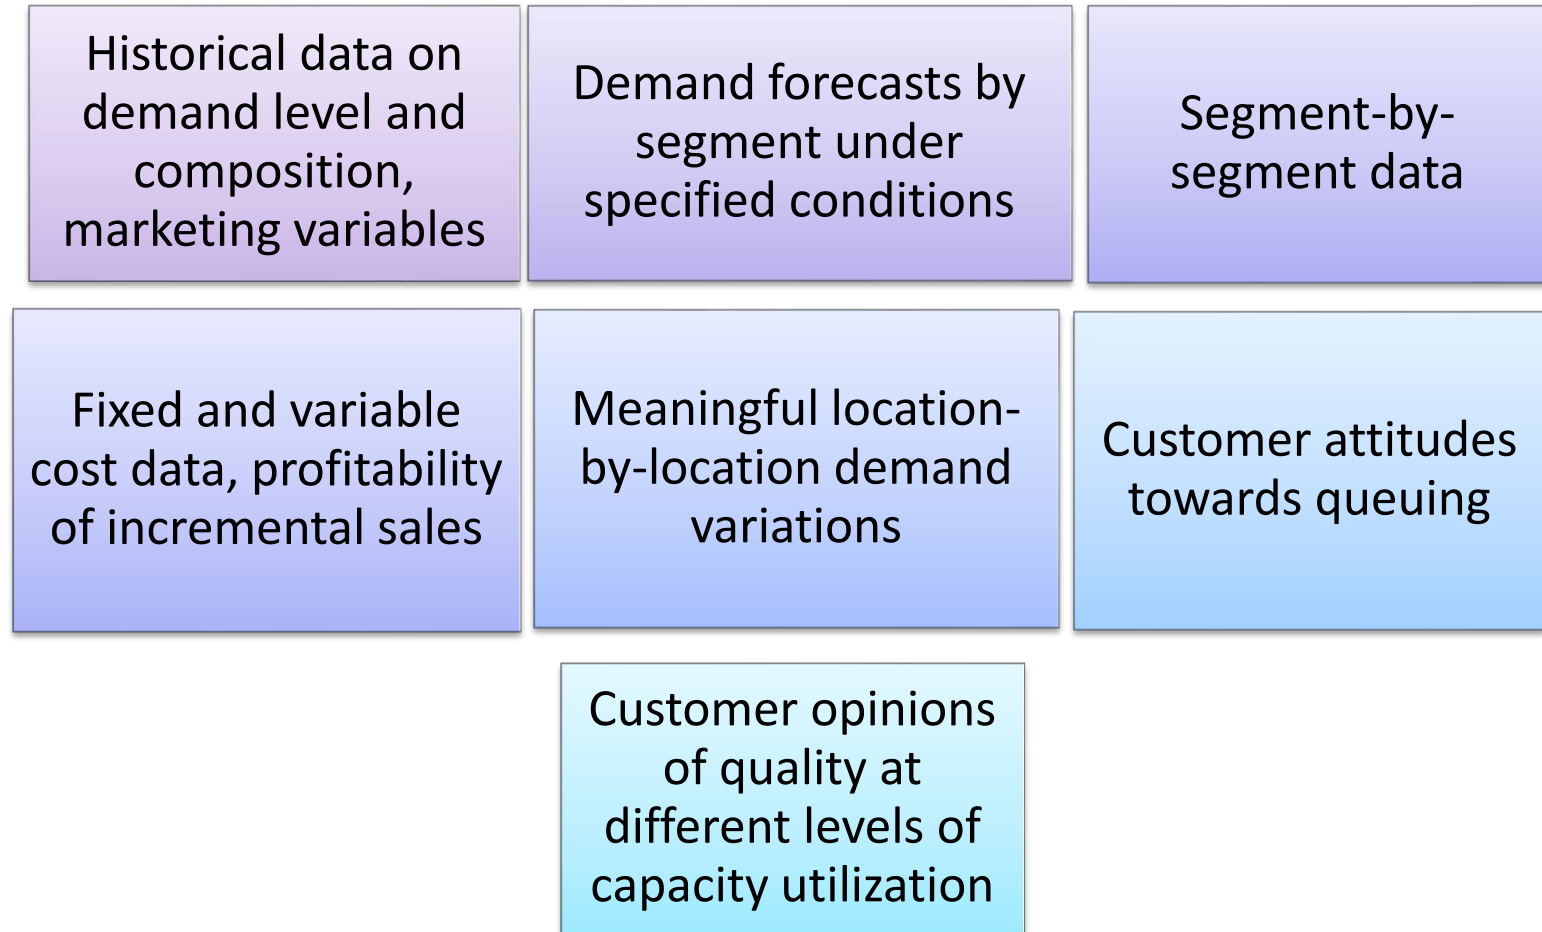 Historical data on
demand level and
composition,
marketing variables
Demand forecasts by
segment under
specified conditions
Segment-by-
segment data
Fixed and variable
cost data, profitability
of incremental sales
Meaningful location-
by-location demand
variations
Customer attitudes
towards queuing
Customer opinions
of quality at
different levels of
capacity utilization